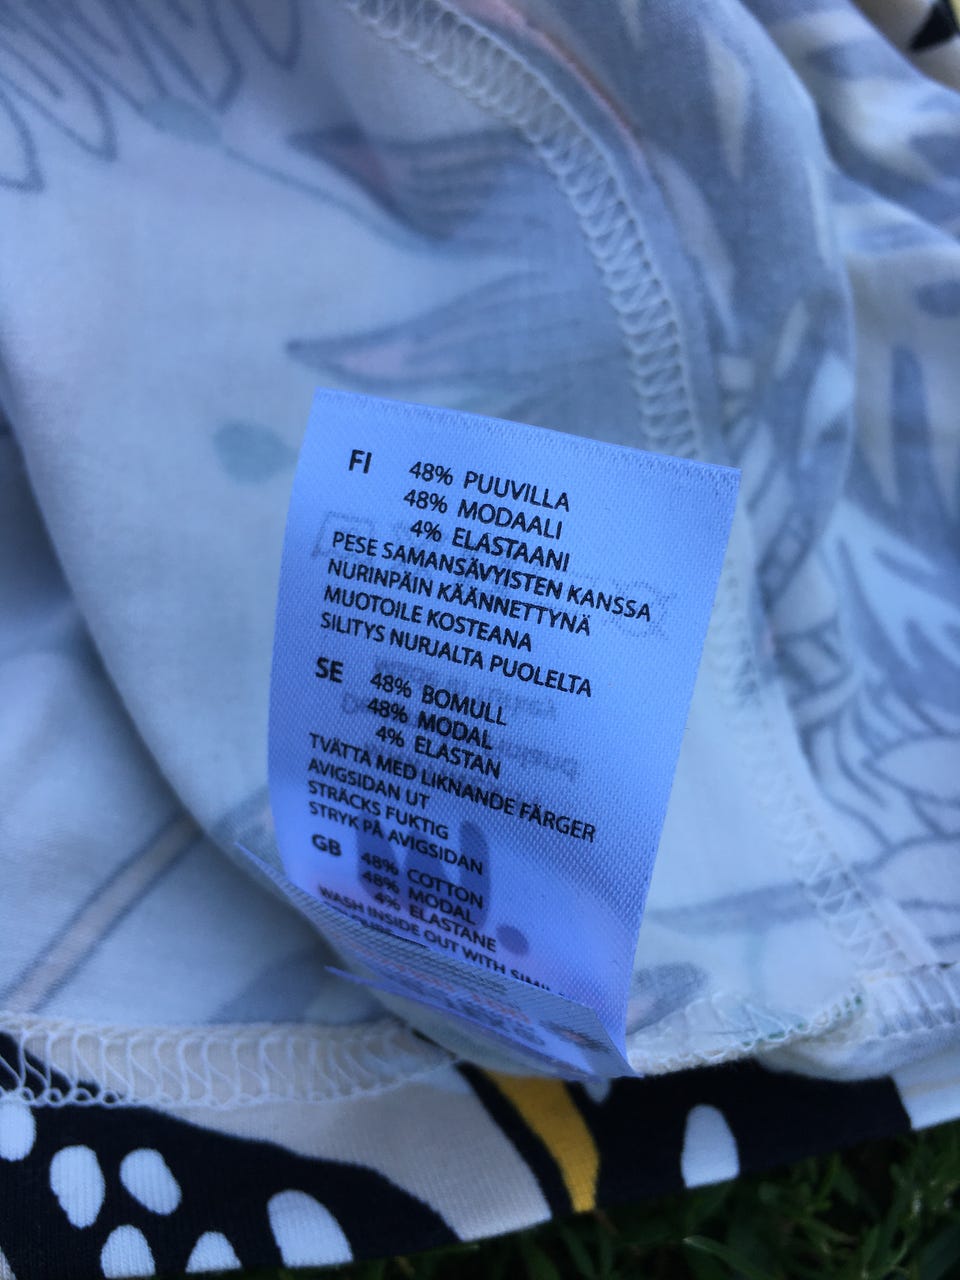 FI 48% PUUVILLA
48% MODAALI
4% ELASTAANI
PESE SAMANSÄVYISTEN KANSSA
NURINPÄIN KÄÄNNETTYNÄ
MUOTOILE KOSTEANA
SILITYS NURJALTA PUOLELTA
SE 48% BOMULL
48% MODAL
4% ELASTAN
TVÄTTA MED LIKNANDE FÄRGER
AVIGSIDAN UT
STRÄCKS FUKTIG
STRYK PÅ AVIGSIDAN
GB 48% COTTON
48% MODAL
4% ELASTANE
WASH INSIDE OUT WITH